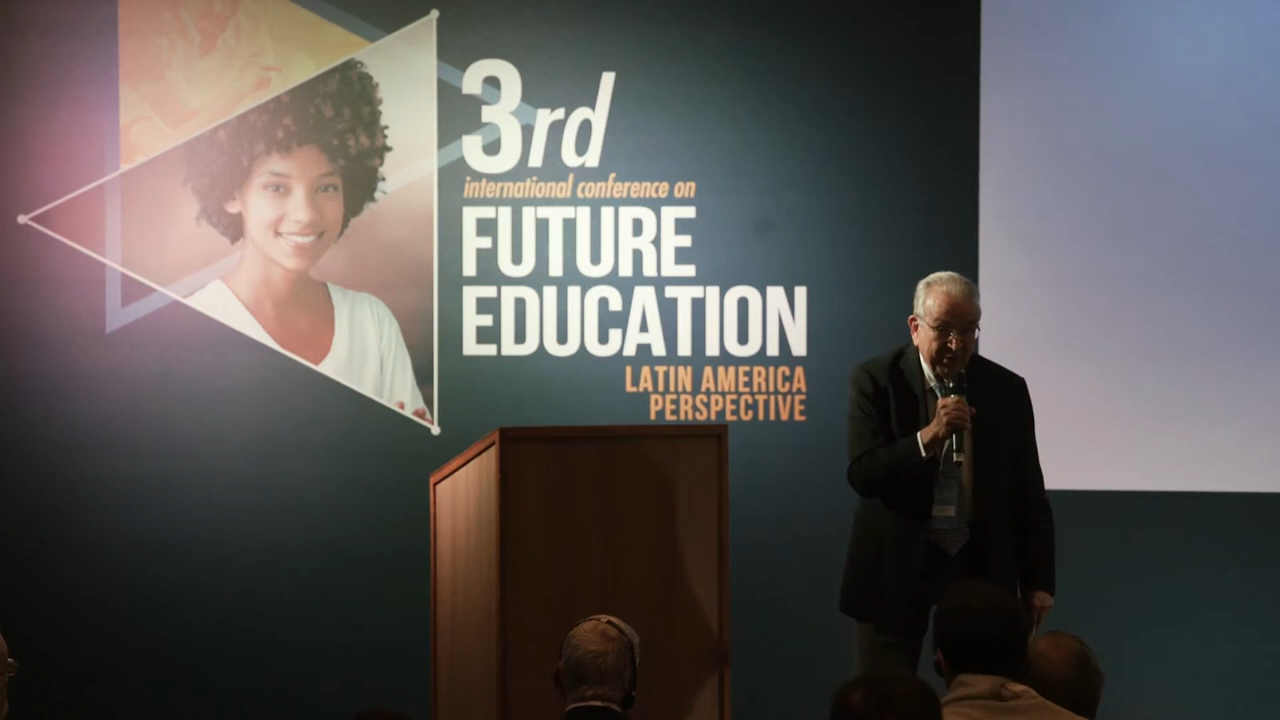 3rd
international conference on
FUTURE
EDUCATION
LATIN AMERICA
PERSPECTIVE